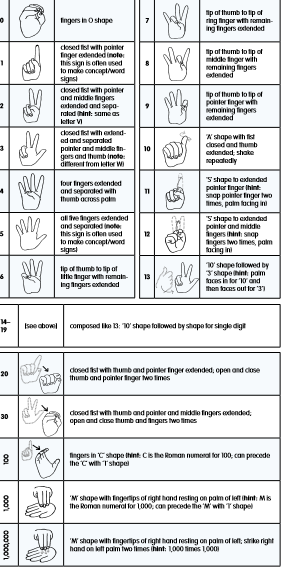 0
fingers in O shape
1
closed fist with pointer
finger extended (note:
this sign is often used
to make concept/word
signs)
2
closed fist with pointer
and middle fingers
extended and sepa-
rated (hint: same as
letter V)
3
closed fist with extend-
ed and separated
pointer and middle fin-
gers and thumb (note:
different from letter W)
4
four fingers extended
and separated with
thumb across palm
5
all five fingers extended
and separated (note:
this sign is often used
to make concept/word
signs)
6
tip of thumb to tip of
little finger with remain-
ing fingers extended
7
tip of thumb to tip of
ring finger with remain-
ing fingers extended
8
tip of thumb to tip of
middle finger with
remaining fingers
extended
9
tip of thumb to tip of
pointer finger with
remaining fingers
extended
10
'A' shape with fist
closed and thumb
extended; shake
repeatedly
11
'S' to extended
pointer finger (hint:
snap pointer finger two
times, palm facing in)
12
'S' to extended
pointer and middle
fingers (hint: snap
fingers two times, palm
facing in)
13
'10' shape followed by
'3' shape (hint: palm
faces in for '10' and
then faces out for '3')
14–
19
(see above)
composed like 13: '10' shape followed by shape for single digit
20
closed fist with thumb and pointer finger extended; open and close
thumb and pointer finger two times
30
closed fist with thumb and pointer and middle fingers extended;
open and close thumb and fingers two times
100
fingers in 'C' shape (hint: C is the Roman numeral for 100; can precede
the 'C' with '1' shape)
1,000
'M' shape with fingertips of right hand resting on palm of left (hint: M is
the Roman numeral for 1,000; can precede the 'M' with '1' shape)
1,000,000
'M' shape with fingertips of right hand resting on palm of left; strike right
hand on left palm two times (hint: 1,000 times 1,000)